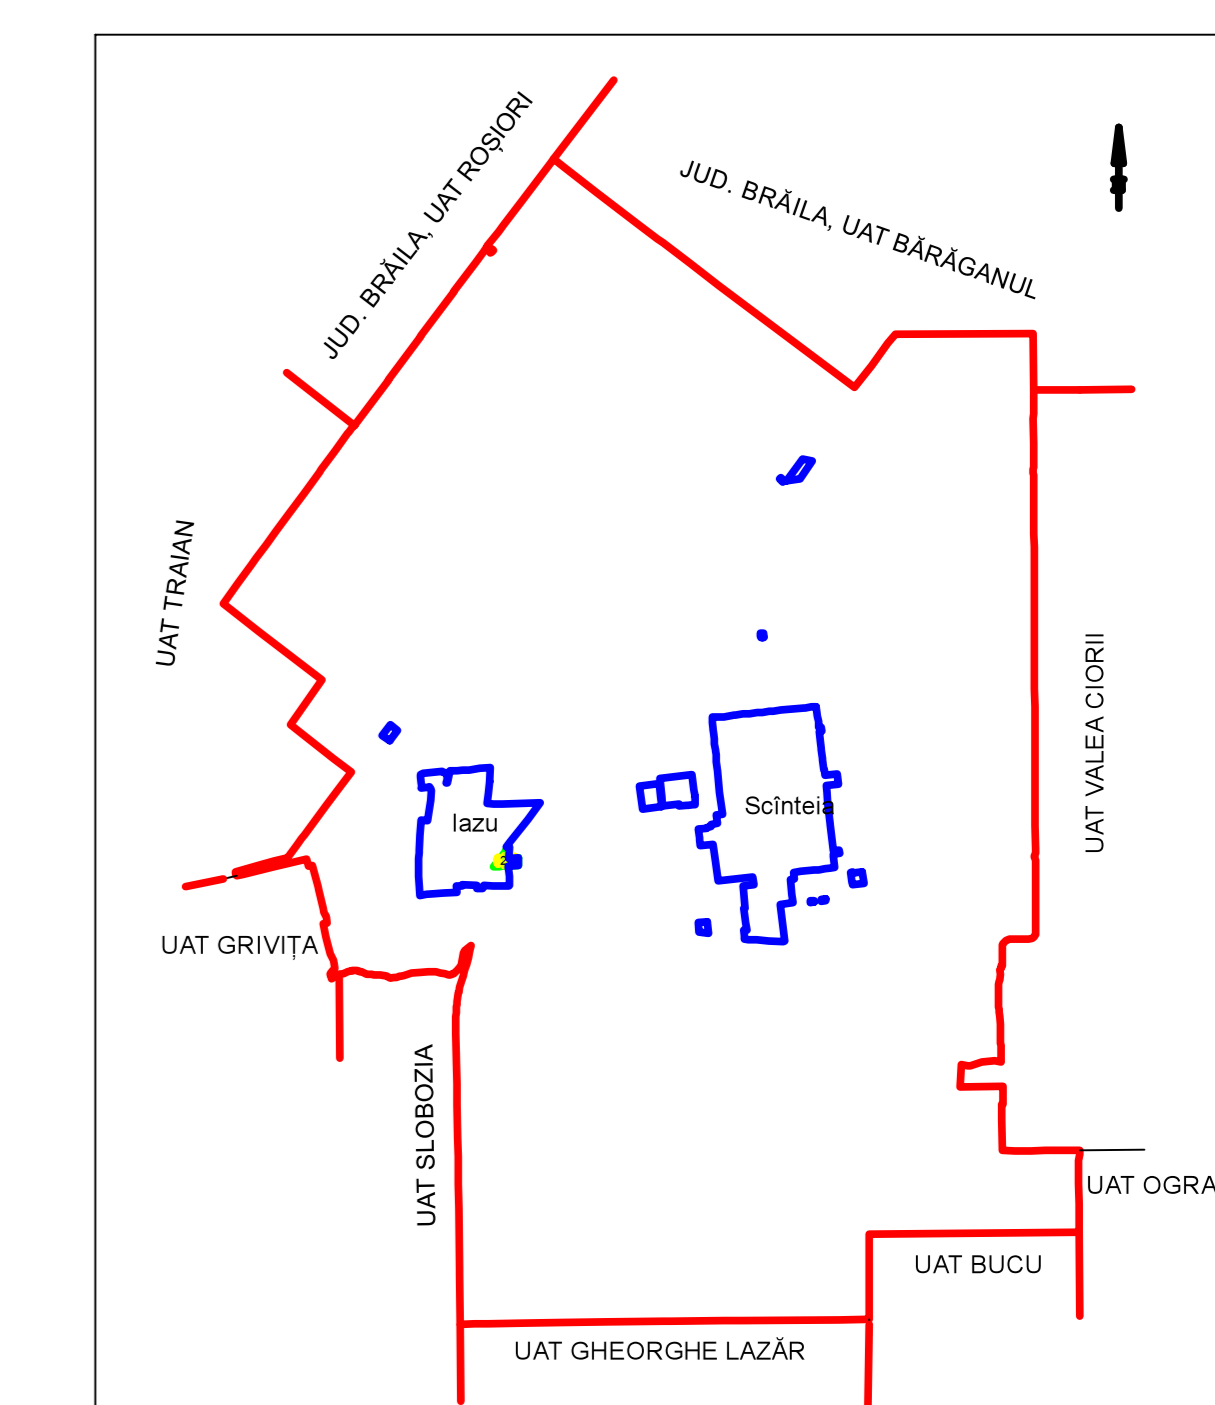 JUD. BRĂILA, UAT ROȘIORI
JUD. BRĂILA, UAT BĂRĂGANUL
UAT TRAIAN
UAT VALEA CIORII
Scînteia
Iazu
2
UAT GRIVIȚA
UAT SLOBOZIA
UAT OGRA
UAT BUCU
UAT GHEORGHE LAZĂR